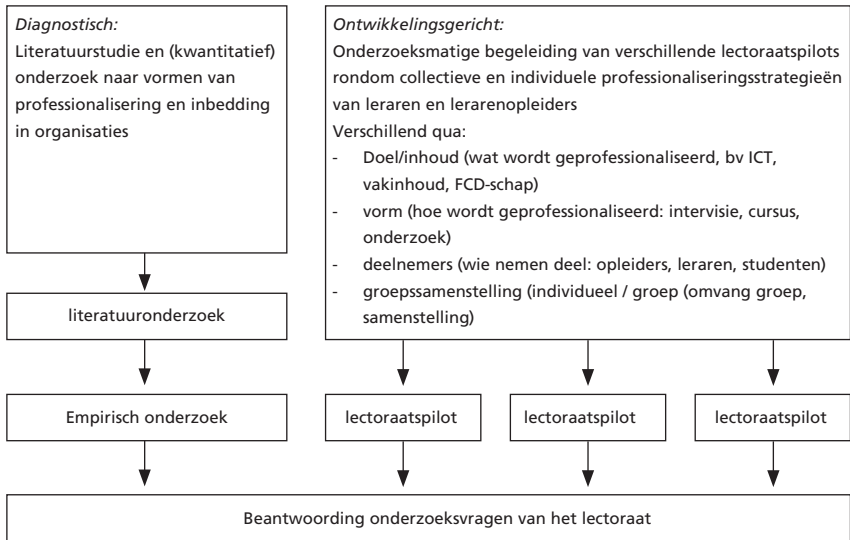 Diagnostisch:
Literatuurstudie en (kwantitatief)
onderzoek naar vormen van
professionalisering en inbedding
in organisaties
literatuuronderzoek
Empirisch onderzoek
Ontwikkelingsgericht:
Onderzoeksmatige begeleiding van verschillende lectoraatspilots
rondom collectieve en individuele professionaliseringsstrategieën
van leraren en lerarenopleiders
Verschillend qua:
- Doel/inhoud (wat wordt geprofessionaliseerd, bv ICT,
vakinhoud, FCD-schap)
- vorm (hoe wordt geprofessionaliseerd: intervisie, cursus,
onderzoek)
- deelnemers (wie nemen deel: opleiders, leraren, studenten)
- groepssamenstelling (individueel / groep (omvang groep,
samenstelling)
lectoraatspilot
lectoraatspilot
lectoraatspilot
Beantwoording onderzoeksvragen van het lectoraat